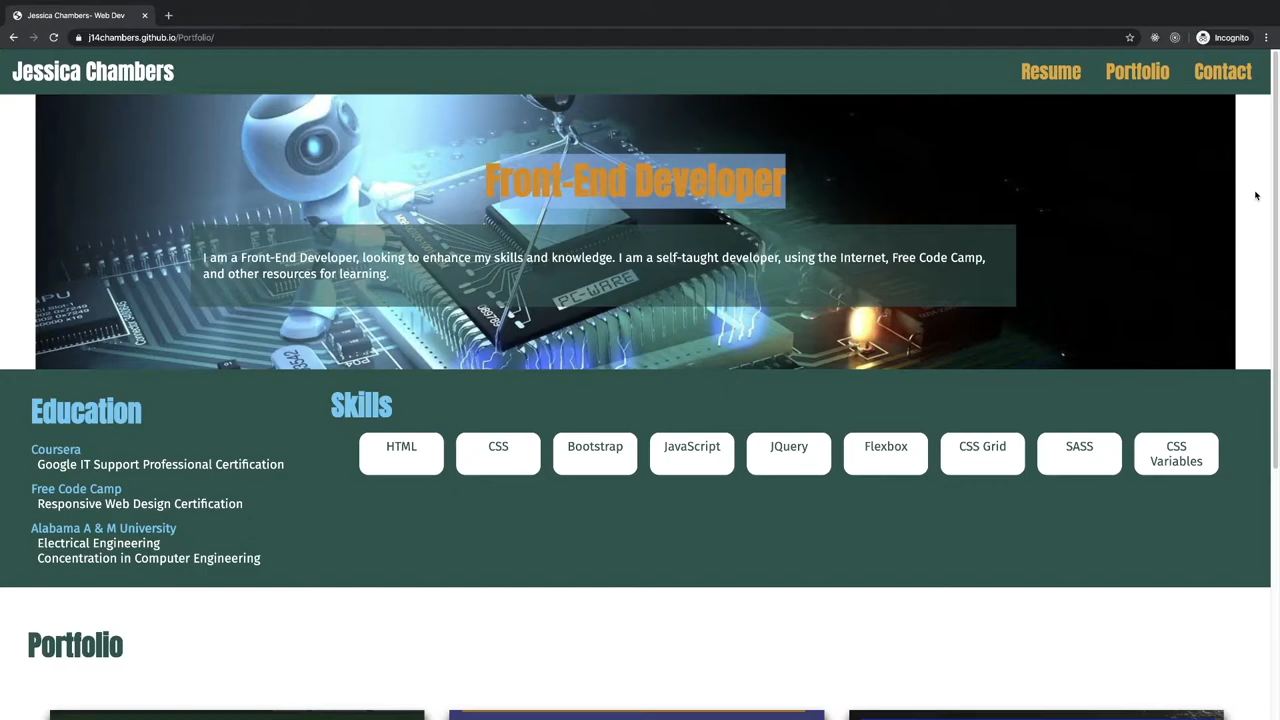 Jessica Chambers- Web Dev
j14chambers.github.io/Portfolio/
Incognito
Jessica Chambers
Resume
Portfolio
Contact
Front-End Developer
I am a Front-End Developer, looking to enhance my skills and knowledge. I am a self-taught developer, using the Internet, Free Code Camp,
and other resources for learning.
PC-WARE
Education
Coursera
Google IT Support Professional Certification
Free Code Camp
Responsive Web Design Certification
Alabama A & M University
Electrical Engineering
Concentration in Computer Engineering
Skills
HTML
CSS
Bootstrap
JavaScript
JQuery
Flexbox
CSS Grid
SASS
CSS
Variables
Portfolio